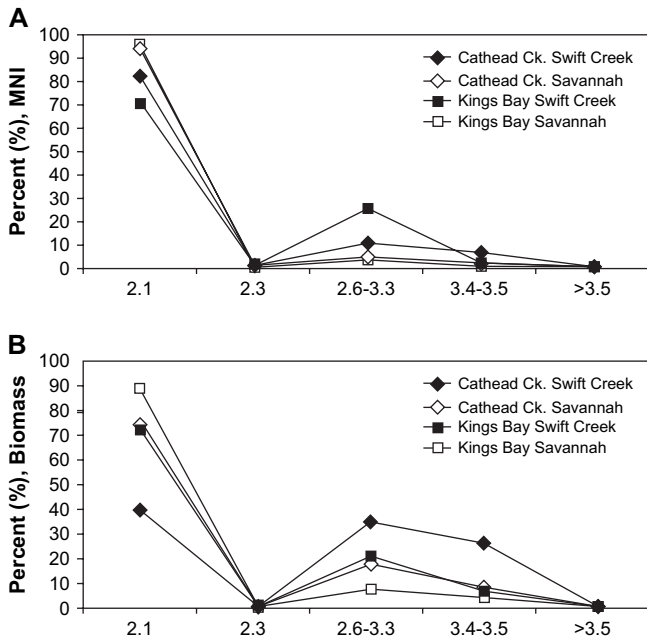 A
Percent (%), MNI
100
90
80
70
60
50
40
30
20
10
0
Cathead Ck. Swift Creek
Cathead Ck. Savannah
Kings Bay Swift Creek
Kings Bay Savannah
2.1 2.3 2.6-3.3 3.4-3.5 >3.5
B
Percent (%), Biomass
100
90
80
70
60
50
40
30
20
10
0
Cathead Ck. Swift Creek
Cathead Ck. Savannah
Kings Bay Swift Creek
Kings Bay Savannah
2.1 2.3 2.6-3.3 3.4-3.5 >3.5